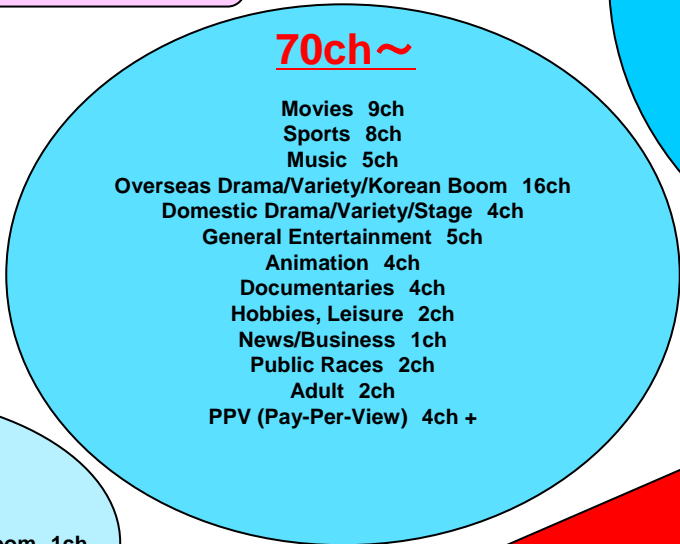 70ch～
Movies 9ch
Sports 8ch
Music 5ch
Overseas Drama/Variety/Korean Boom 16ch
Domestic Drama/Variety/Stage 4ch
General Entertainment 5ch
Animation 4ch
Documentaries 4ch
Hobbies, Leisure 2ch
News/Business 1ch
Public Races 2ch
Adult 2ch
PPV (Pay-Per-View) 4ch +
1ch